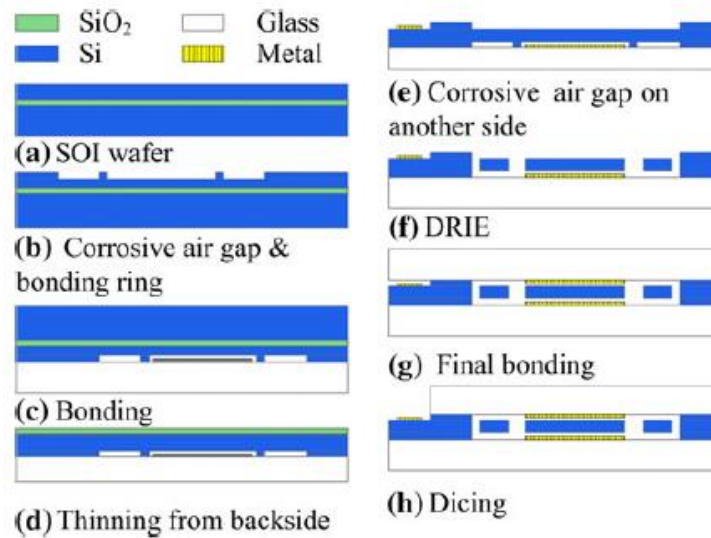 SiO₂ Glass
Si Metal
(a) SOI wafer
(b) Corrosive air gap &
bonding ring
(c) Bonding
(d) Thinning from backside
(e) Corrosive air gap on
another side
(f) DRIE
(g) Final bonding
(h) Dicing